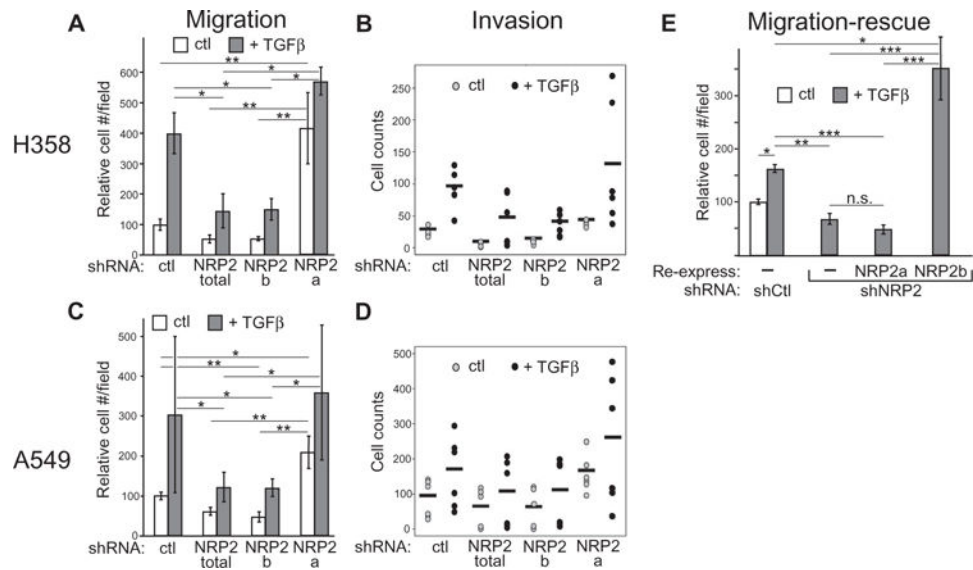 Migration
Invasion
Migration-rescue
H358
A549
A
ctl + TGFβ
Relative cell #/field
600
500
400
300
200
100
0
** * * * * ** **
shRNA: ctl NRP2 NRP2 NRP2
total b a
B
ctl + TGFβ
Cell counts
250
200
150
100
50
0
shRNA: ctl NRP2 NRP2 NRP2
total b a
E
* *** ***
ctl + TGFβ
Relative cell #/field
350
300
200
150
100
50
*** ** * n.s.
Re-express: – – NRP2a NRP2b
shRNA: shCtl shNRP2
C
ctl + TGFβ
Relative cell #/field
500
400
300
200
100
0
* ** * * * * ** **
shRNA: ctl NRP2 NRP2 NRP2
total b a
D
ctl + TGFβ
Cell counts
500
400
300
200
100
0
shRNA: ctl NRP2 NRP2 NRP2
total b a